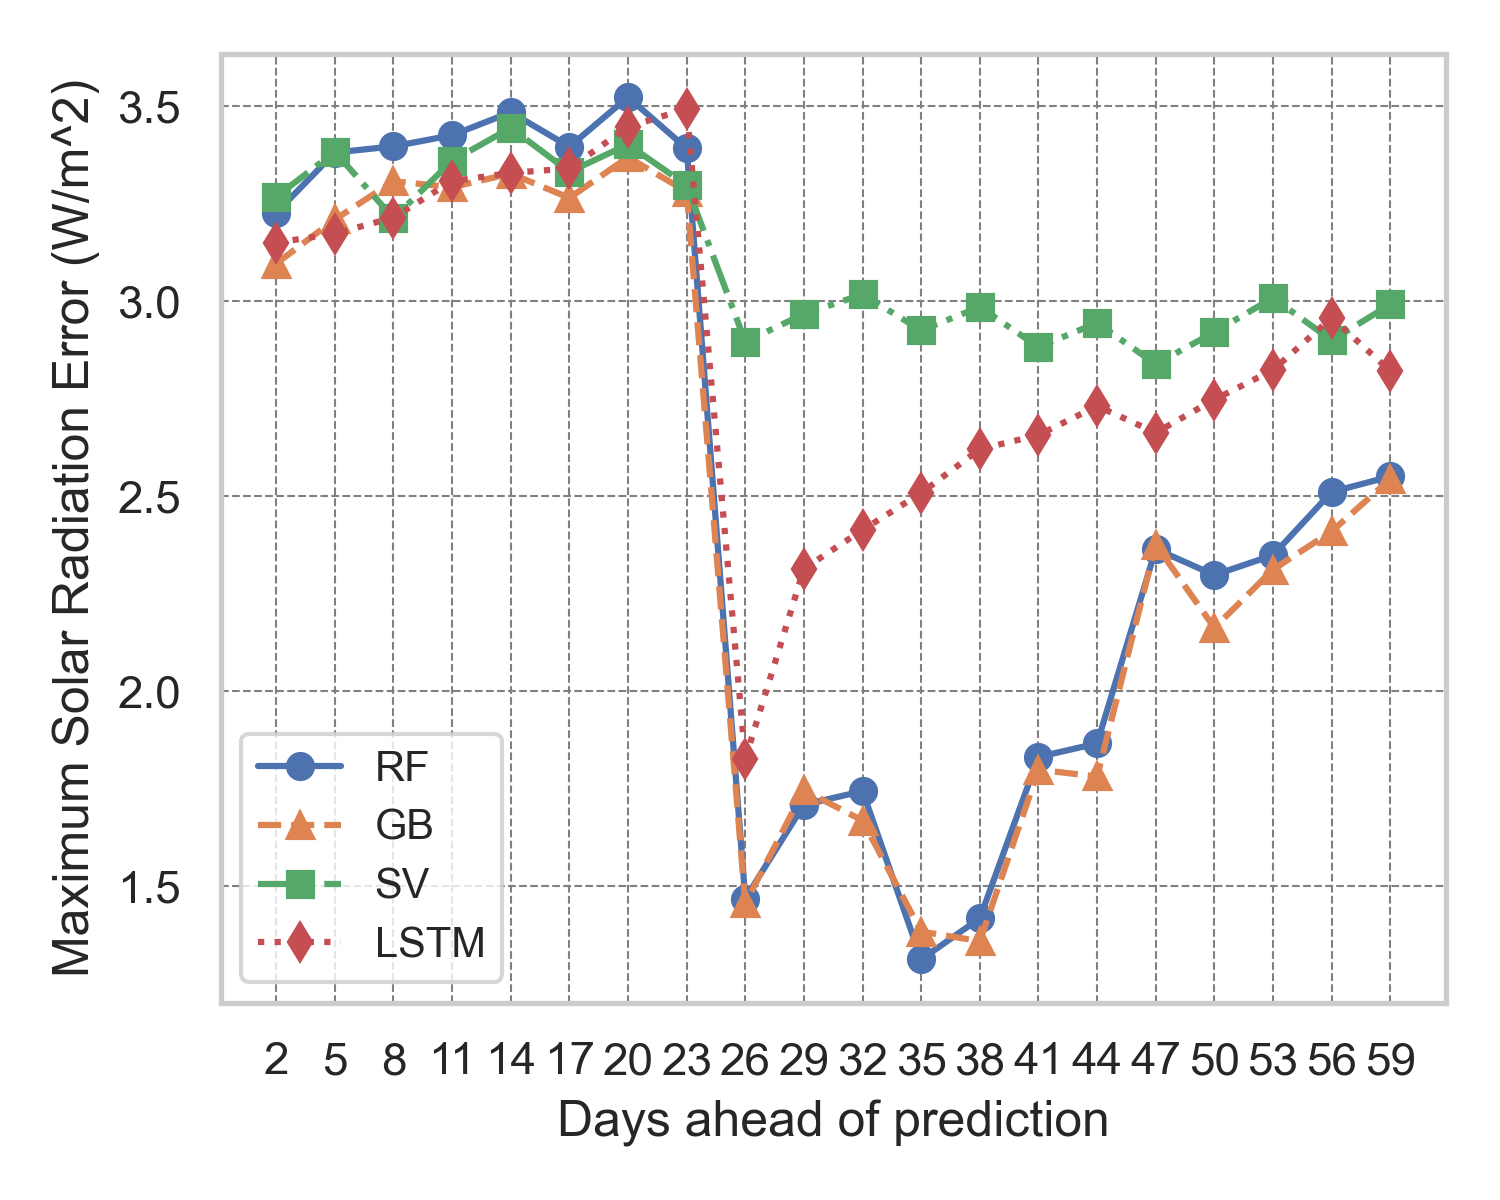 Maximum Solar Radiation Error (W/m^2)
3.5
3.0
2.5
2.0
1.5
RF
GB
SV
LSTM
2 5 8 11 14 17 20 23 26 29 32 35 38 41 44 47 50 53 56 59
Days ahead of prediction